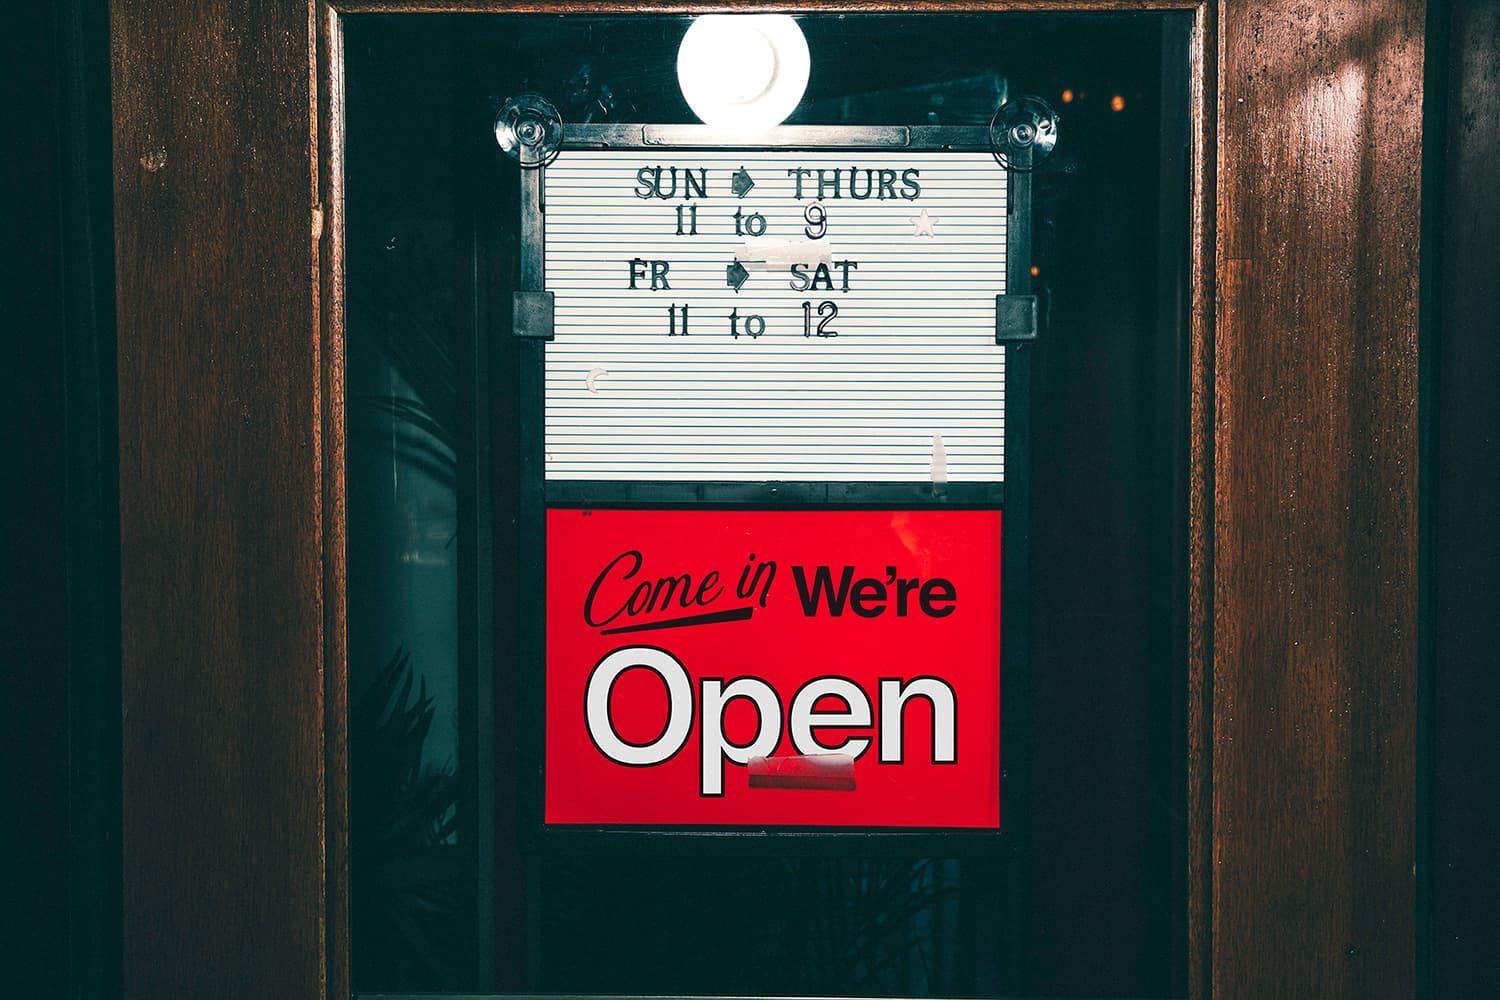 SUN THURS
11 to 9
FR SAT
11 to 12
Come in We're
Open